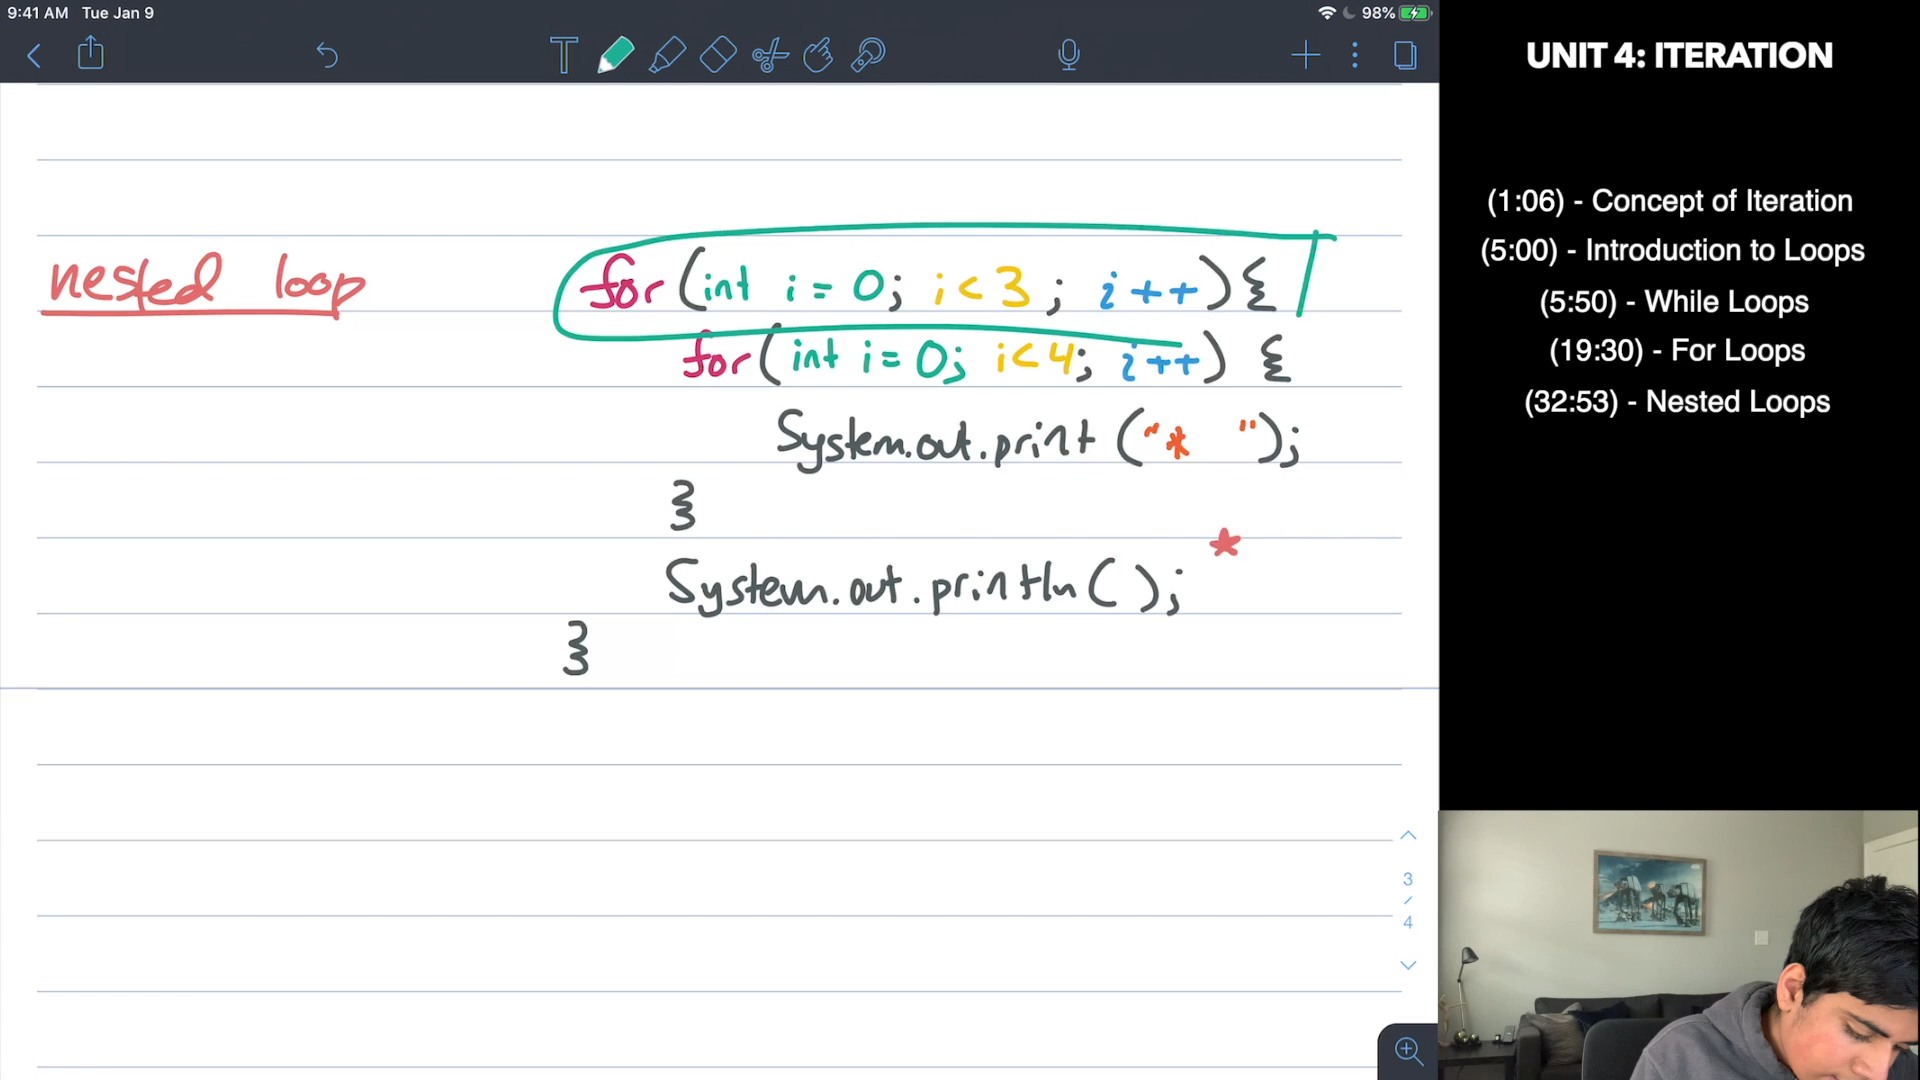 9:41 AM Tue Jan 9
98%
UNIT 4: ITERATION
(1:06) - Concept of Iteration
(5:00) - Introduction to Loops
(5:50) - While Loops
(19:30) - For Loops
(32:53) - Nested Loops
nested loop
for(int i = 0; i < 3 ; i ++){
for(int i = 0; i < 4; i ++) {
System.out.print ("* ");
}
System.out.println( );
}
3
/
4